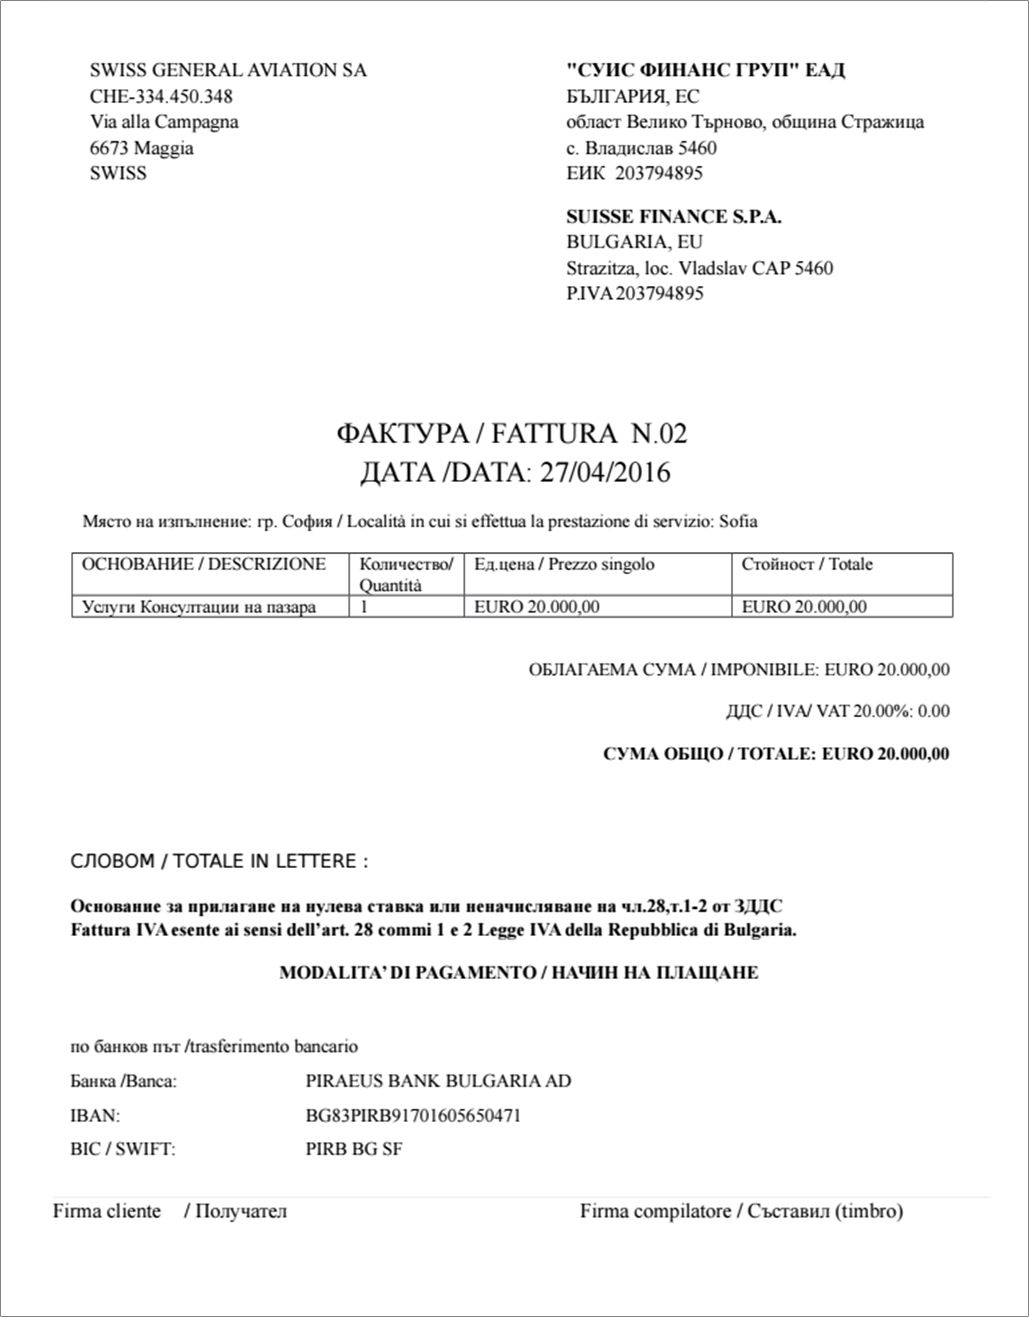 SWISS GENERAL AVIATION SA
CHE-334.450.348
Via alla Campagna
6673 Maggia
SWISS
"СУИС ФИНАНС ГРУП" ЕАД
БЪЛГАРИЯ, ЕС
област Велико Търново, община Стражица
с. Владислав 5460
ЕИК 203794895
SUISSE FINANCE S.P.A.
BULGARIA, EU
Strazitza, loc. Vladslav CAP 5460
P.IVA 203794895
ФАКТУРА / FATTURA N.02
ДАТА /DATA: 27/04/2016
Място на изпълнение: гр. София / Località in cui si effettua la prestazione di servizio: Sofia
ОСНОВАНИЕ / DESCRIZIONE Количество/ Ед.цена / Prezzo singolo Стойност / Totale
Quantità
Услуги Консултации на пазара 1 EURO 20.000,00 EURO 20.000,00
ОБЛАГАЕМА СУМА / IMPONIBILE: EURO 20.000,00
ДДС / IVA/ VAT 20.00%: 0.00
СУМА ОБЩО / TOTALE: EURO 20.000,00
СЛОВОМ / TOTALE IN LETTERE :
Основание за прилагане на нулева ставка или неначисляване на чл.28,т.1-2 от ЗДДС
Fattura IVA esente ai sensi dell’art. 28 commi 1 e 2 Legge IVA della Repubblica di Bulgaria.
MODALITA’ DI PAGAMENTO / НАЧИН НА ПЛАЩАНЕ
по банков път /trasferimento bancario
Банка /Banca: PIRAEUS BANK BULGARIA AD
IBAN: BG83PIRB91701605650471
BIC / SWIFT: PIRB BG SF
Firma cliente / Получател Firma compilatore / Съставил (timbro)